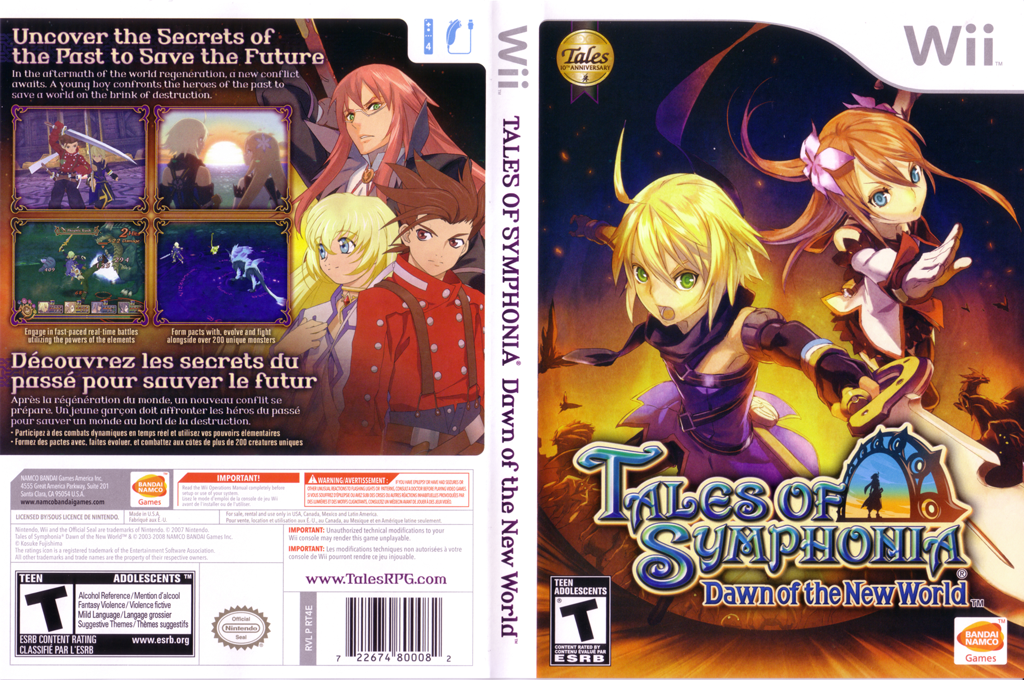 Uncover the Secrets of
the Past to Save the Future
In the aftermath of the world regeneration, a new conflict
awaits. A young boy confronts the heroes of the past to
save a world on the brink of destruction.
Engage in fast-paced real-time battles
utilizing the powers of the elements
Form pacts with, evolve and fight
alongside over 200 unique monsters
Découvrez les secrets du
passé pour sauver le futur
Après la régénération du monde, un nouveau conflit se
prépare. Un jeune garçon doit affronter les héros du passé
pour sauver un monde au bord de la destruction.
• Participez à des combats dynamiques en temps réel et utilisez vos pouvoirs élémentaires
• Formez des pactes avec, faites evoluer, et combattez aux côtés de plus de 200 créatures uniques
4
NAMCO BANDAI Games America Inc.
4555 Great America Parkway, Suite 201
Santa Clara, CA 95054 U.S.A.
www.namcobandaigames.com
BANDAI
NAMCO
Games
IMPORTANT!
Read the Wii Operations Manual completely before
setup or use of your system.
Lisez le mode d'emploi de la console de jeu Wii
avant de l'installer ou de l'utiliser.
WARNING/AVERTISSEMENT:
LICENSED BY/SOUS LICENCE DE NINTENDO.
Made in U.S.A.
Fabriqué aux É.-U.
For sale, rental and use only in USA, Canada, Mexico and Latin America.
Pour vente, location et utilisation aux É.-U., au Canada, au Mexique et en Amérique latine seulement.
Nintendo, Wii and the Official Seal are trademarks of Nintendo. © 2007 Nintendo.
Tales of Symphonia® Dawn of the New World™ & © 2003-2008 NAMCO BANDAI Games Inc.
© Kosuke Fujishima
The ratings icon is a registered trademark of the Entertainment Software Association.
All other trademarks and trade names are the property of their respective owners.
IMPORTANT: Unauthorized technical modifications to your
Wii console may render this game unplayable.
IMPORTANT: Les modifications techniques non autorisées à votre
console de Wii pourront rendre ce jeu injouable.
TEEN ADOLESCENTS ™
T
Alcohol Reference / Mention d'alcool
Fantasy Violence / Violence fictive
Mild Language / Langage grossier
Suggestive Themes / Thèmes suggestifs
ESRB CONTENT RATING www.esrb.org
CLASSIFIÉ PAR L'ESRB
Official
Nintendo
Seal
www.TalesRPG.com
RVL P RT4E
7 22674 80008 2
Wii™
TALES OF SYMPHONIA® Dawn of the New World™
Tales
10TH ANNIVERSARY
Wii™
TALES OF
SYMPHONIA®
Dawn of the New World™
TEEN
ADOLESCENTS
T
CONTENT RATED BY
CONTENU ÉVALUÉ PAR
ESRB
BANDAI
NAMCO
Games
™